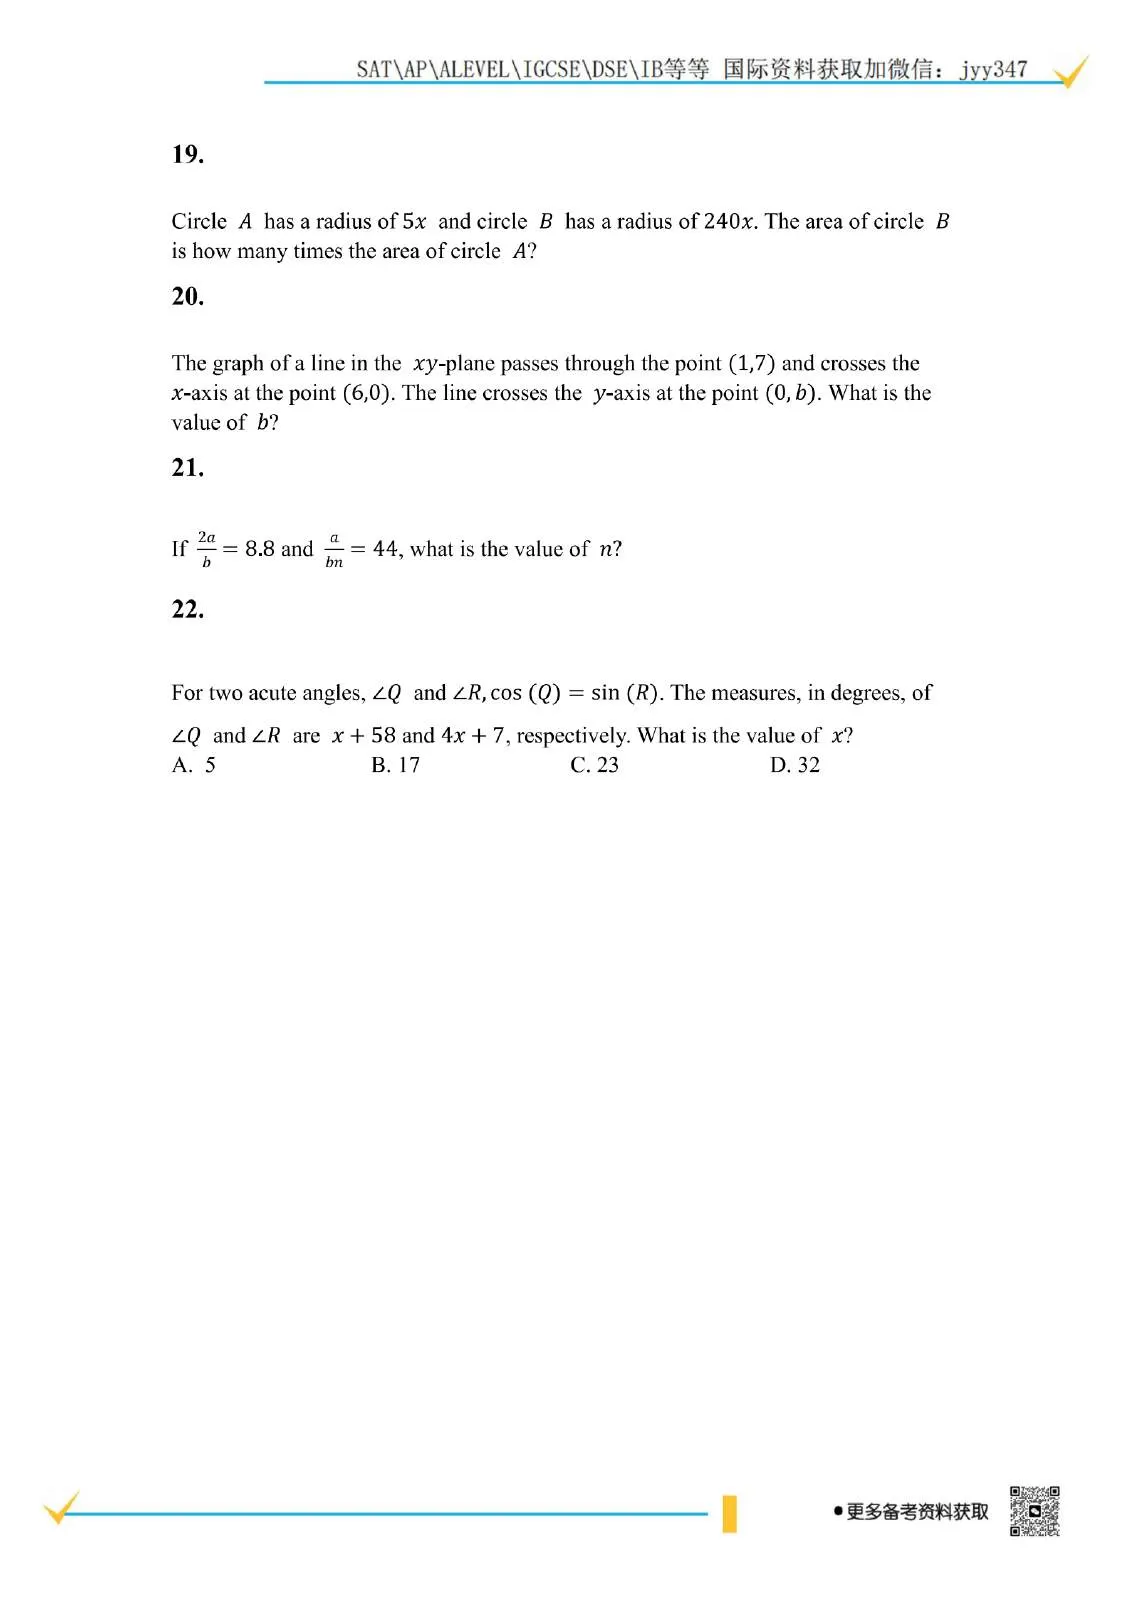 SAT\AP\ALEVEL\IGCSE\DSE\IB等等 国际资料获取加微信：jyy347
19.
Circle A has a radius of 5x and circle B has a radius of 240x. The area of circle B
is how many times the area of circle A?
20.
The graph of a line in the xy-plane passes through the point (1,7) and crosses the
x-axis at the point (6,0). The line crosses the y-axis at the point (0, b). What is the
value of b?
21.
If 2a/b = 8.8 and a/bn = 44, what is the value of n?
22.
For two acute angles, ∠Q and ∠R, cos (Q) = sin (R). The measures, in degrees, of
∠Q and ∠R are x + 58 and 4x + 7, respectively. What is the value of x?
A. 5 B. 17 C. 23 D. 32
•更多备考资料获取